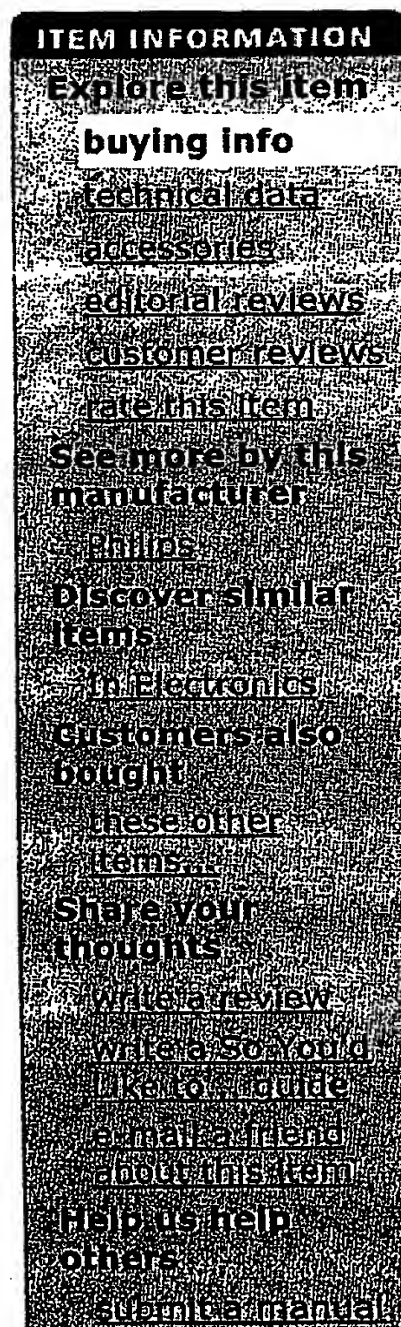 ITEM INFORMATION
Explore this item
buying info
technical data
accessories
editorial reviews
customer reviews
rate this item
See more by this
manufacturer
Philips
Discover similar
items
In Electronics
Customers also
bought
these other
items...
Share your
thoughts
write a review
write a So You'd
Like to... guide
e-mail a friend
about this item
Help us help
others
submit a manual